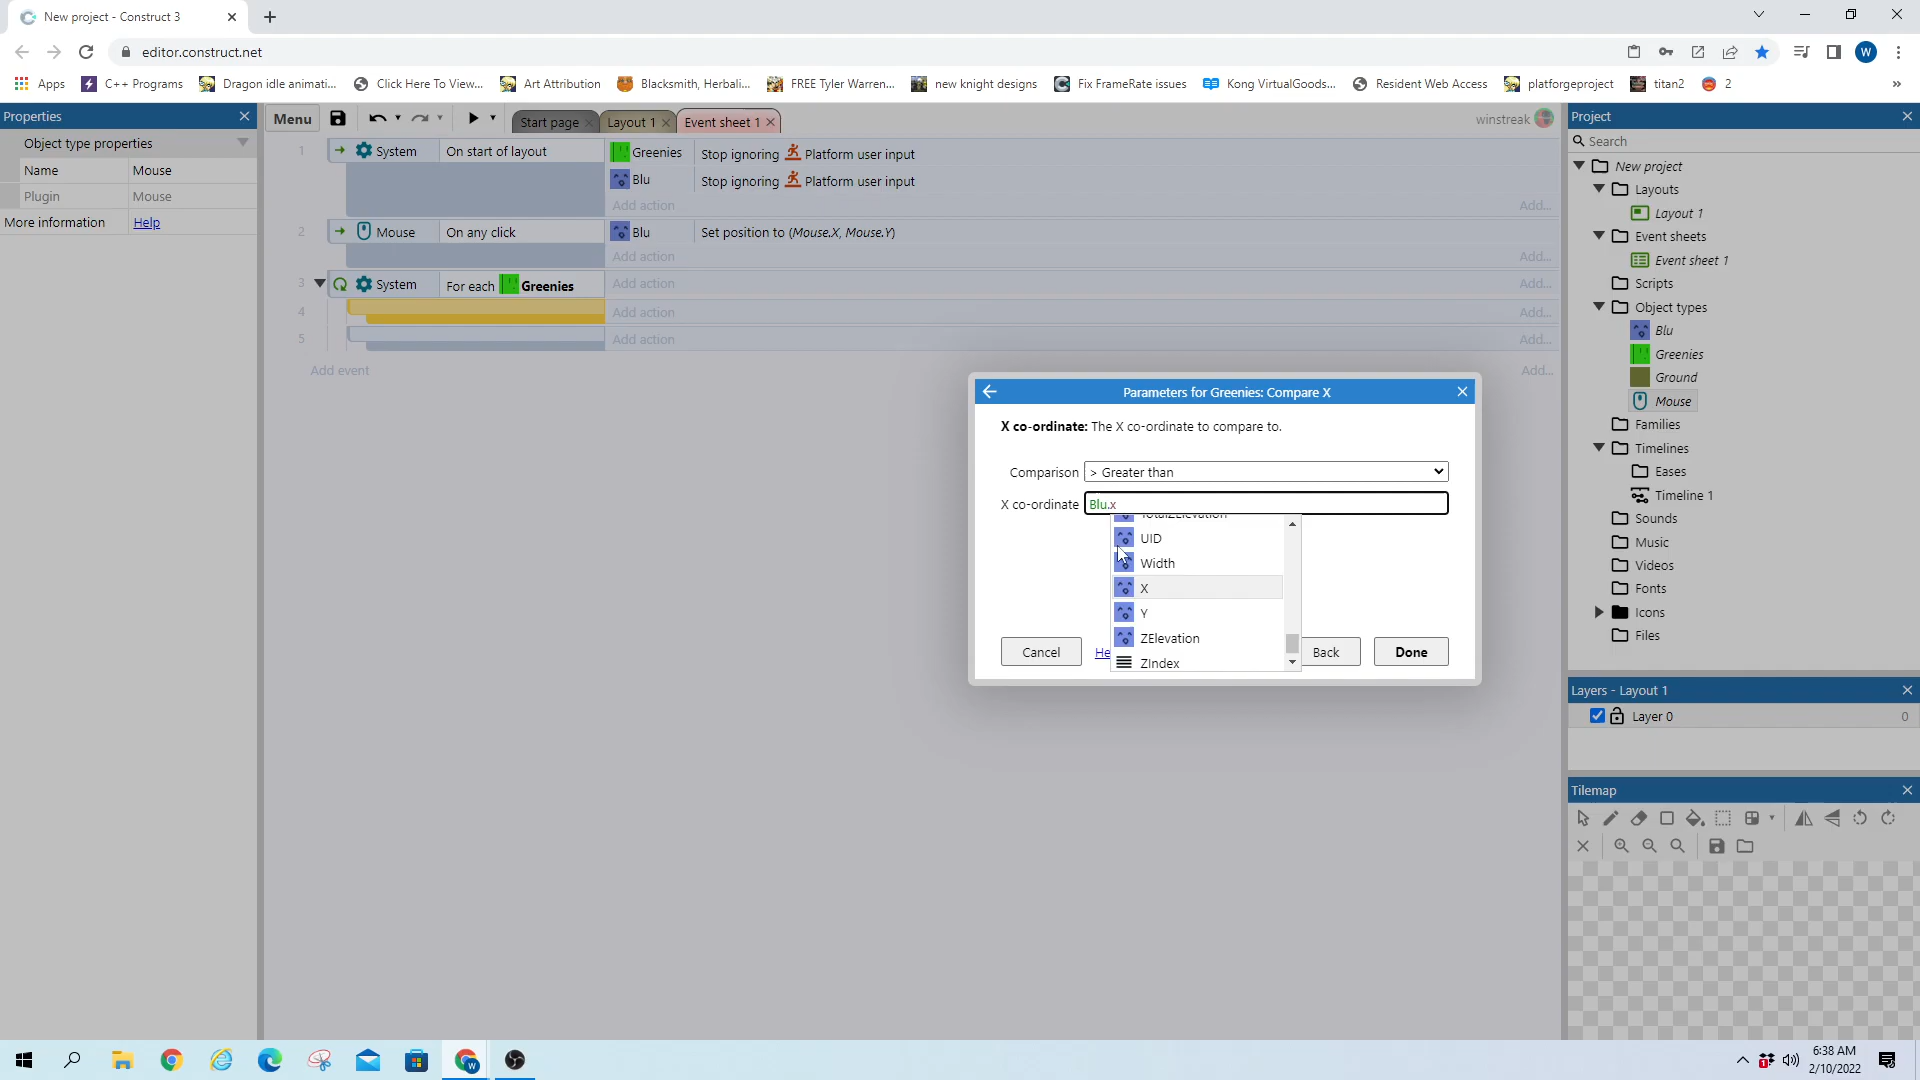 New project - Construct 3
editor.construct.net
W
Apps
C++ Programs
Dragon idle animati...
Click Here To View...
Art Attribution
Blacksmith, Herbali...
FREE Tyler Warren...
new knight designs
Fix FrameRate issues
Kong VirtualGoods...
Resident Web Access
platforgeproject
titan2
2
»
Properties
Object type properties
Name Mouse
Plugin Mouse
More information Help
Menu
Start page
Layout 1
Event sheet 1
winstreak
1 System On start of layout Greenies Stop ignoring Platform user input
Blu Stop ignoring Platform user input
Add action Add...
2 Mouse On any click Blu Set position to (Mouse.X, Mouse.Y)
Add action Add...
3 System For each Greenies Add action Add...
4 Add action Add...
5 Add action Add...
Add event Add...
Parameters for Greenies: Compare X
X co-ordinate: The X co-ordinate to compare to.
Comparison > Greater than
X co-ordinate Blu.x
TotalZElevation
UID
Width
X
Y
ZElevation
ZIndex
Cancel
He
Back
Done
Project
Search
New project
Layouts
Layout 1
Event sheets
Event sheet 1
Scripts
Object types
Blu
Greenies
Ground
Mouse
Families
Timelines
Eases
Timeline 1
Sounds
Music
Videos
Fonts
Icons
Files
Layers - Layout 1
Layer 0 0
Tilemap
6:38 AM
2/10/2022